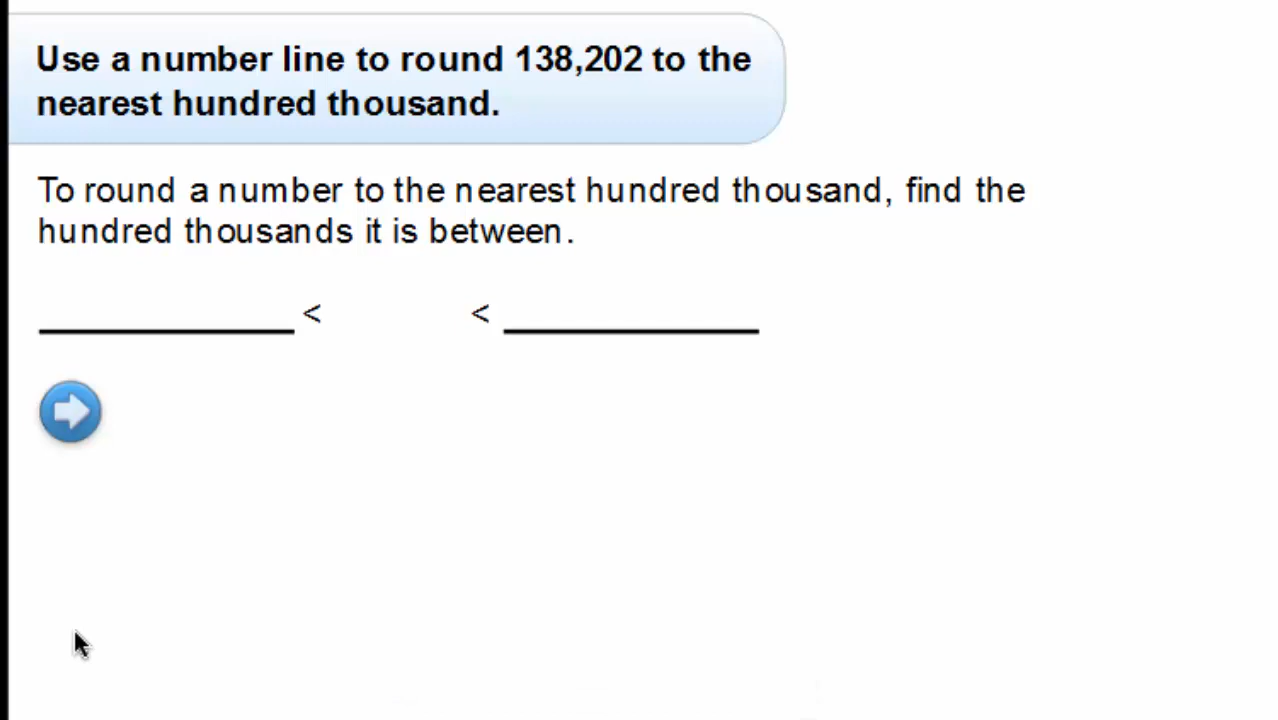 Use a number line to round 138,202 to the
nearest hundred thousand.
To round a number to the nearest hundred thousand, find the
hundred thousands it is between.
< <